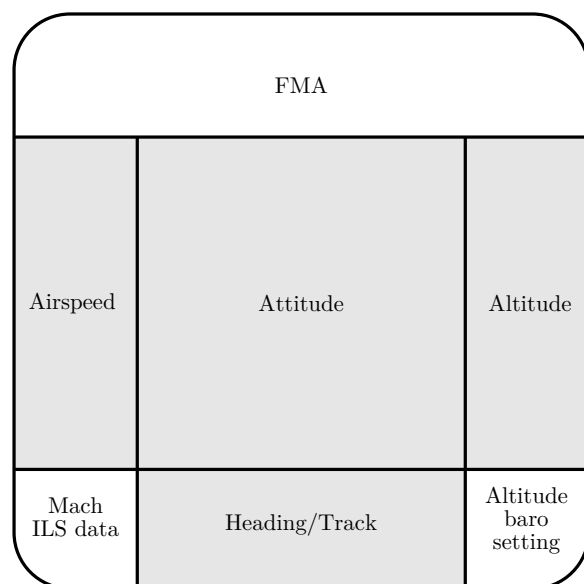 FMA
Airspeed
Attitude
Altitude
Mach
ILS data
Heading/Track
Altitude
baro
setting